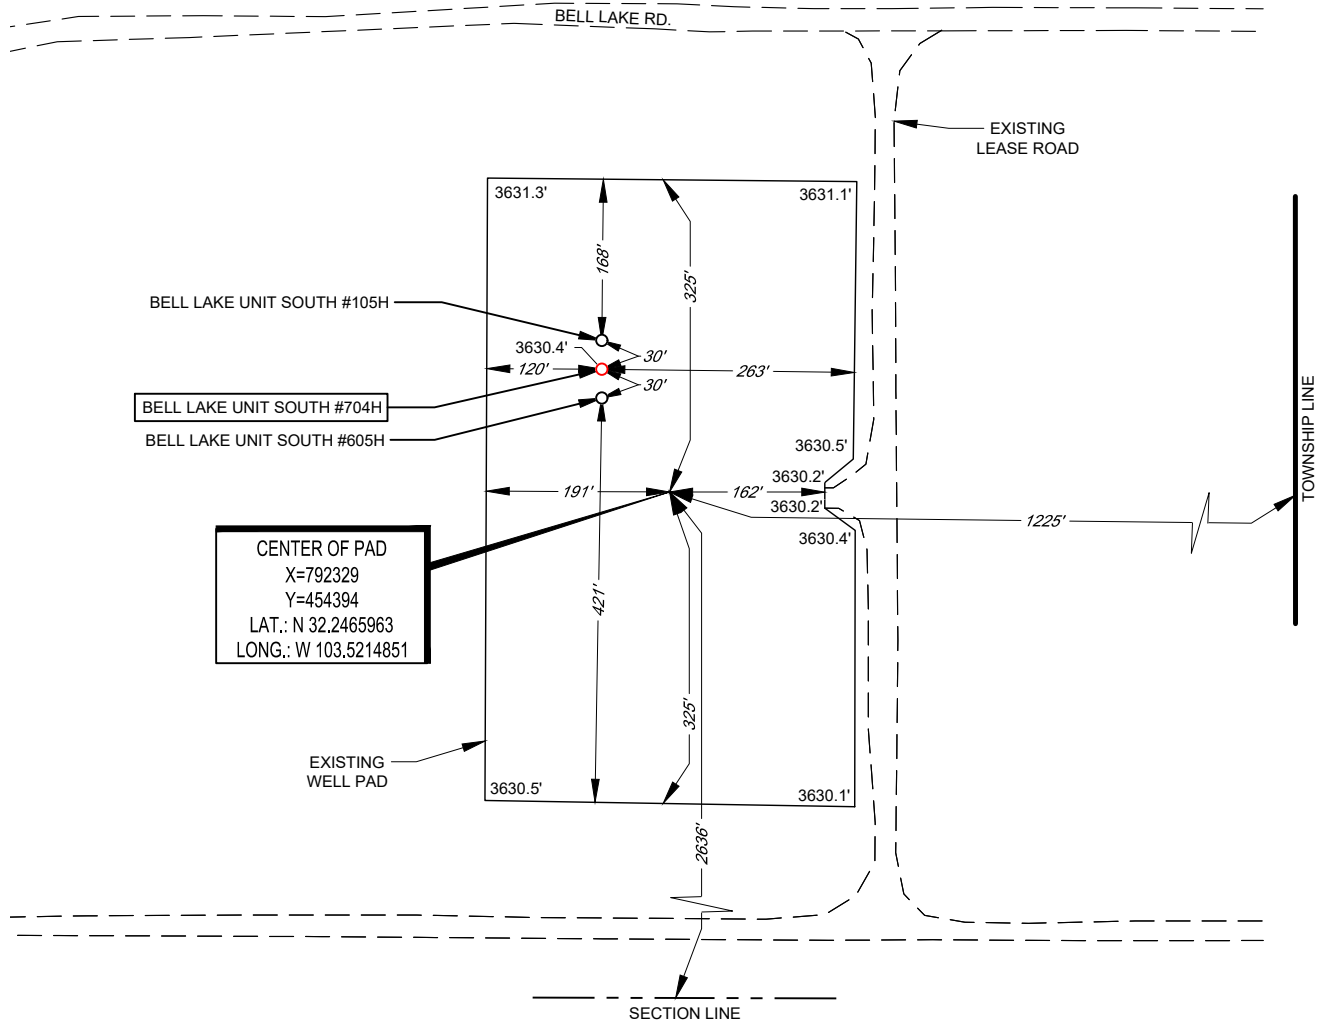 BELL LAKE RD.
EXISTING
LEASE ROAD
3631.3'
3631.1'
168'
325'
BELL LAKE UNIT SOUTH #105H
3630.4'
30'
120'
263'
30'
BELL LAKE UNIT SOUTH #704H
BELL LAKE UNIT SOUTH #605H
TOWNSHIP LINE
3630.5'
3630.2'
191'
162'
3630.2'
1225'
3630.4'
CENTER OF PAD
X=792329
Y=454394
LAT.: N 32.2465963
LONG.: W 103.5214851
421'
325'
EXISTING
WELL PAD
3630.5'
3630.1'
2636'
SECTION LINE